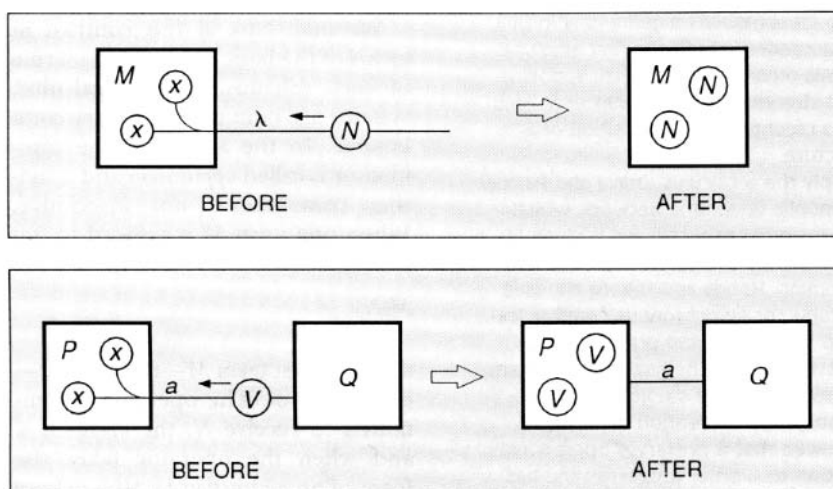 M x x λ N M N N
BEFORE AFTER
P x x a V Q P V V a Q
BEFORE AFTER